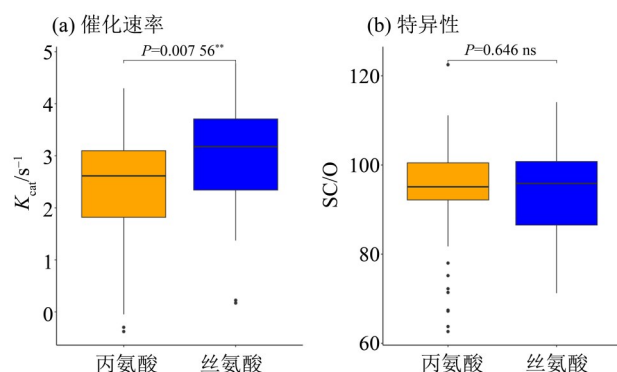 (a) 催化速率
P=0.007 56**
5
4
3
2
1
0
Kcat/s⁻¹
丙氨酸
丝氨酸
(b) 特异性
P=0.646 ns
120
100
80
60
SC/O
丙氨酸
丝氨酸